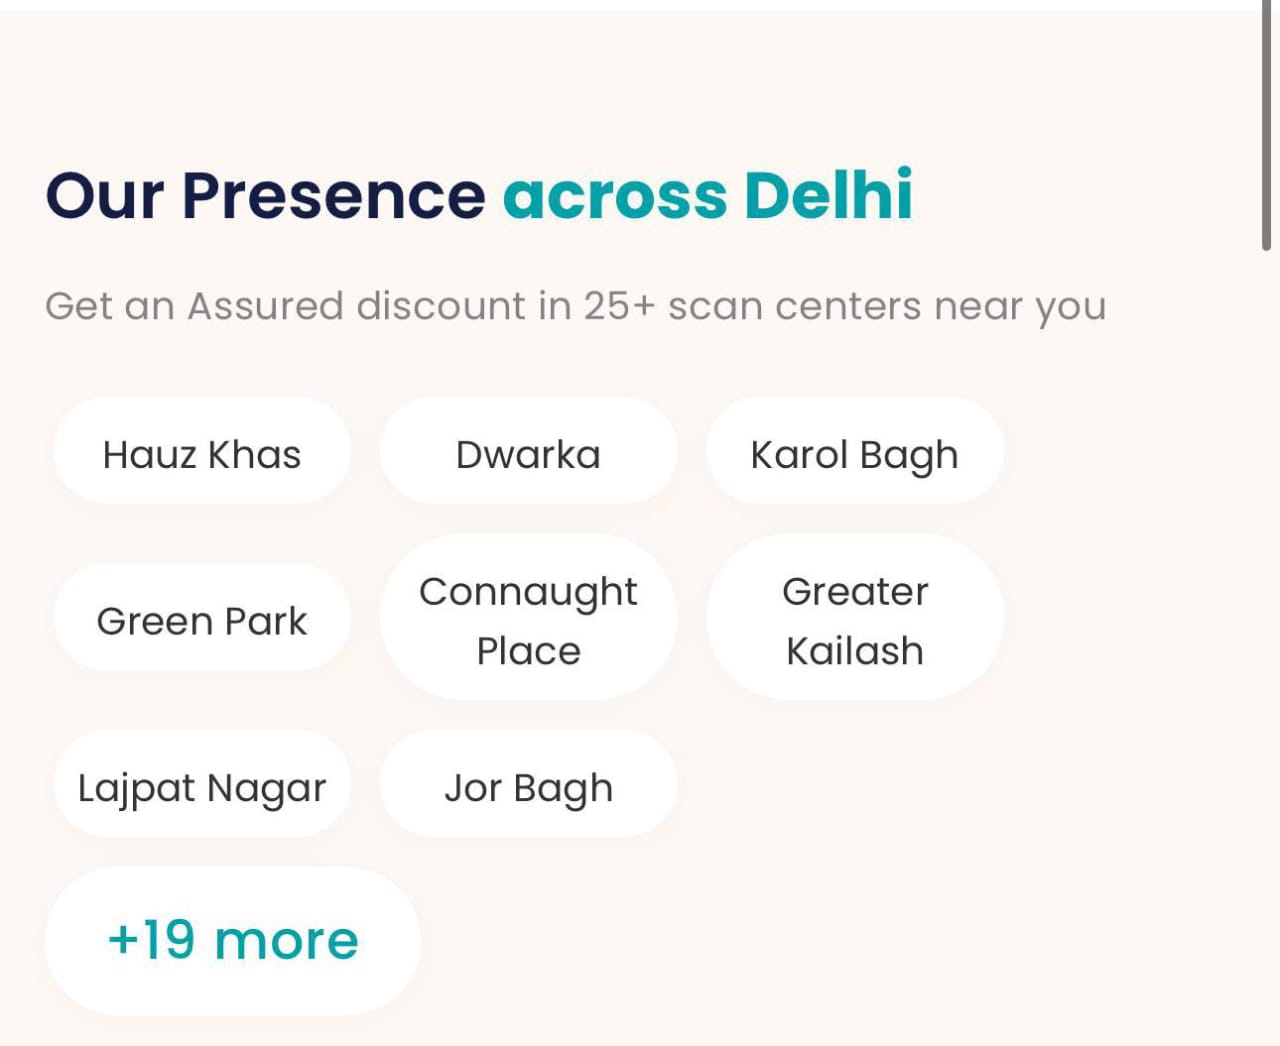 Our Presence across Delhi
Get an Assured discount in 25+ scan centers near you
Hauz Khas
Dwarka
Karol Bagh
Green Park
Connaught
Place
Greater
Kailash
Lajpat Nagar
Jor Bagh
+19 more